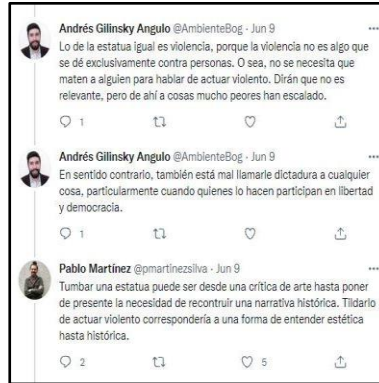 Andrés Gilinsky Angulo @AmbienteBog · Jun 9
Lo de la estatua igual es violencia, porque la violencia no es algo que
se dé exclusivamente contra personas. O sea, no se necesita que
maten a alguien para hablar de actuar violento. Dirán que no es
relevante, pero de ahí a cosas mucho peores han escalado.
1
Andrés Gilinsky Angulo @AmbienteBog · Jun 9
En sentido contrario, también está mal llamarle dictadura a cualquier
cosa, particularmente cuando quienes lo hacen participan en libertad
y democracia.
1
Pablo Martínez @pmartinezsilva · Jun 9
Tumbar una estatua puede ser desde una crítica de arte hasta poner
de presente la necesidad de recontruir una narrativa histórica. Tildarlo
de actuar violento correspondería a una forma de entender estética
hasta histórica.
2 5